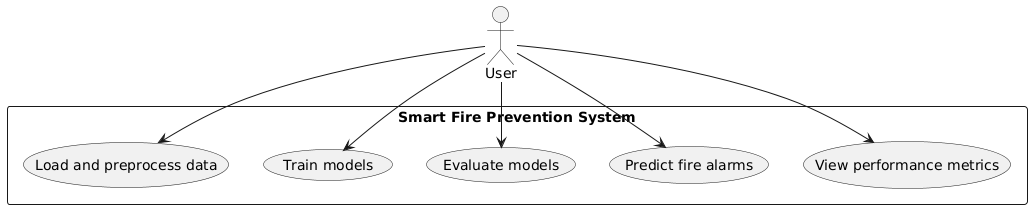 User
Smart Fire Prevention System
Load and preprocess data
Train models
Evaluate models
Predict fire alarms
View performance metrics